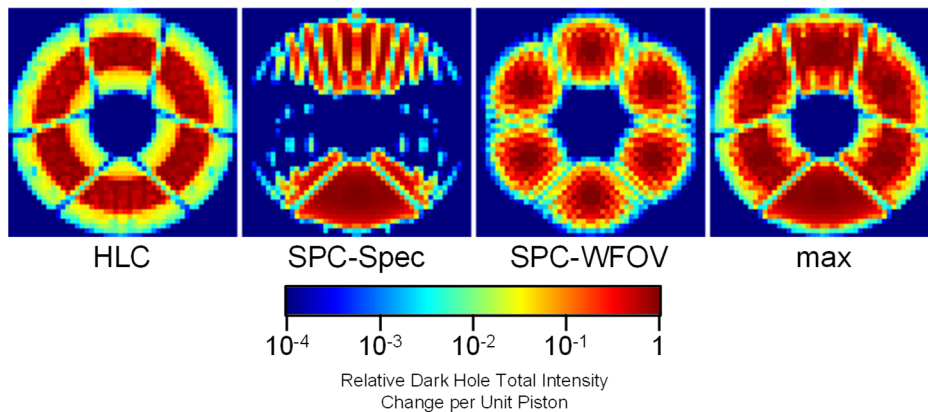 HLC SPC-Spec SPC-WFOV max
10⁻⁴ 10⁻³ 10⁻² 10⁻¹ 1
Relative Dark Hole Total Intensity
Change per Unit Piston